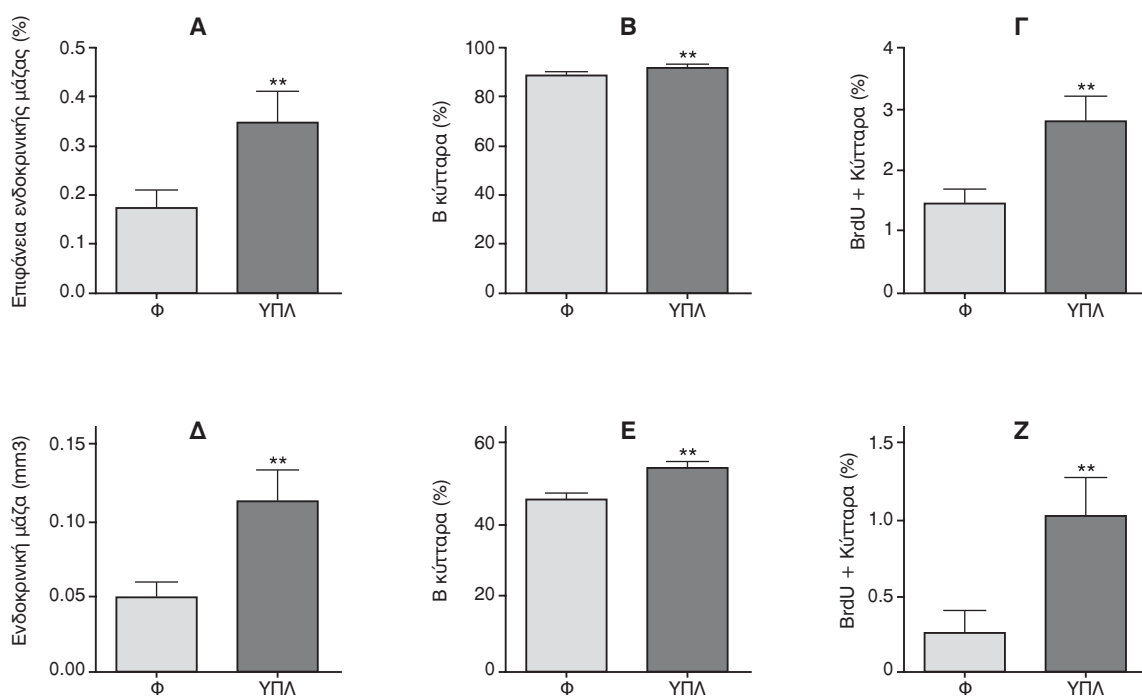 Α
Επιφάνεια ενδοκρινικής μάζας (%)
0.5
0.4
0.3
0.2
0.1
0.0
**
Φ
ΥΠΛ
Β
Β κύτταρα (%)
100
80
60
40
20
0
**
Φ
ΥΠΛ
Γ
BrdU + Κύτταρα (%)
4
3
2
1
0
**
Φ
ΥΠΛ
Δ
Ενδοκρινική μάζα (mm3)
0.15
0.10
0.05
0.00
**
Φ
ΥΠΛ
Ε
Β κύτταρα (%)
60
40
20
0
**
Φ
ΥΠΛ
Ζ
BrdU + Κύτταρα (%)
1.5
1.0
0.5
0
**
Φ
ΥΠΛ